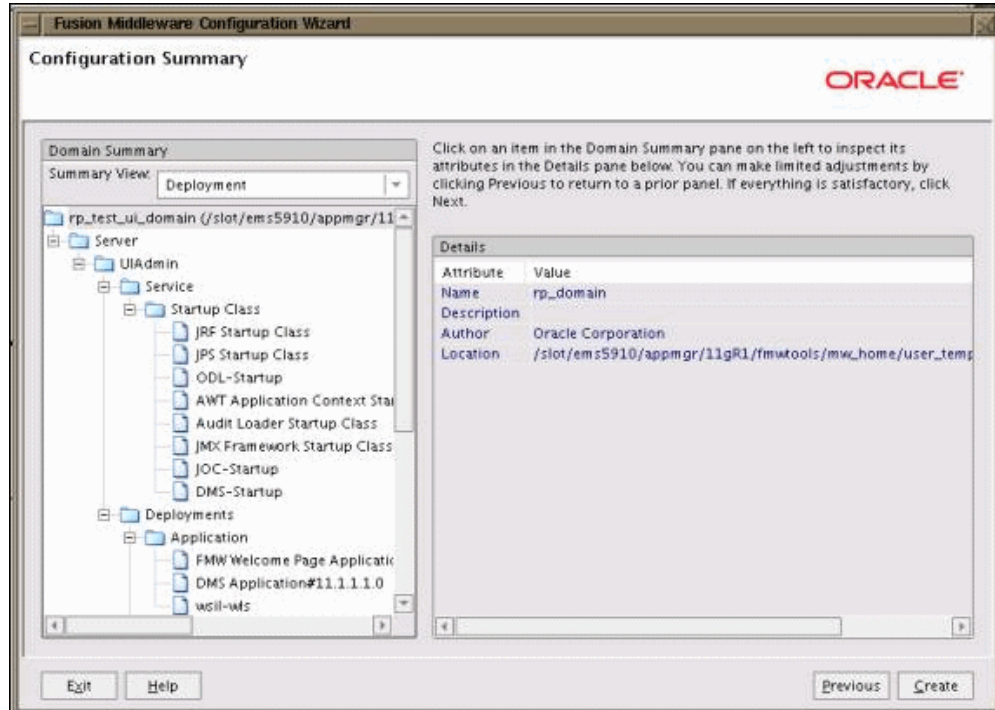 Fusion Middleware Configuration Wizard
Configuration Summary
ORACLE
Domain Summary
Summary View:
Deployment
rp_test_ui_domain (/slot/ems5910/appmgr/11
Server
UIAdmin
Service
Startup Class
JRF Startup Class
JPS Startup Class
ODL-Startup
AWT Application Context Star
Audit Loader Startup Class
JMX Framework Startup Class
JOC-Startup
DMS-Startup
Deployments
Application
FMW Welcome Page Applicatic
DMS Application#11.1.1.1.0
wsil-wls
Click on an item in the Domain Summary pane on the left to inspect its
attributes in the Details pane below. You can make limited adjustments by
clicking Previous to return to a prior panel. If everything is satisfactory, click
Next.
Details
Attribute Value
Name rp_domain
Description
Author Oracle Corporation
Location /slot/ems5910/appmgr/11gR1/fmwtools/mw_home/user_temp
Exit
Help
Previous
Create